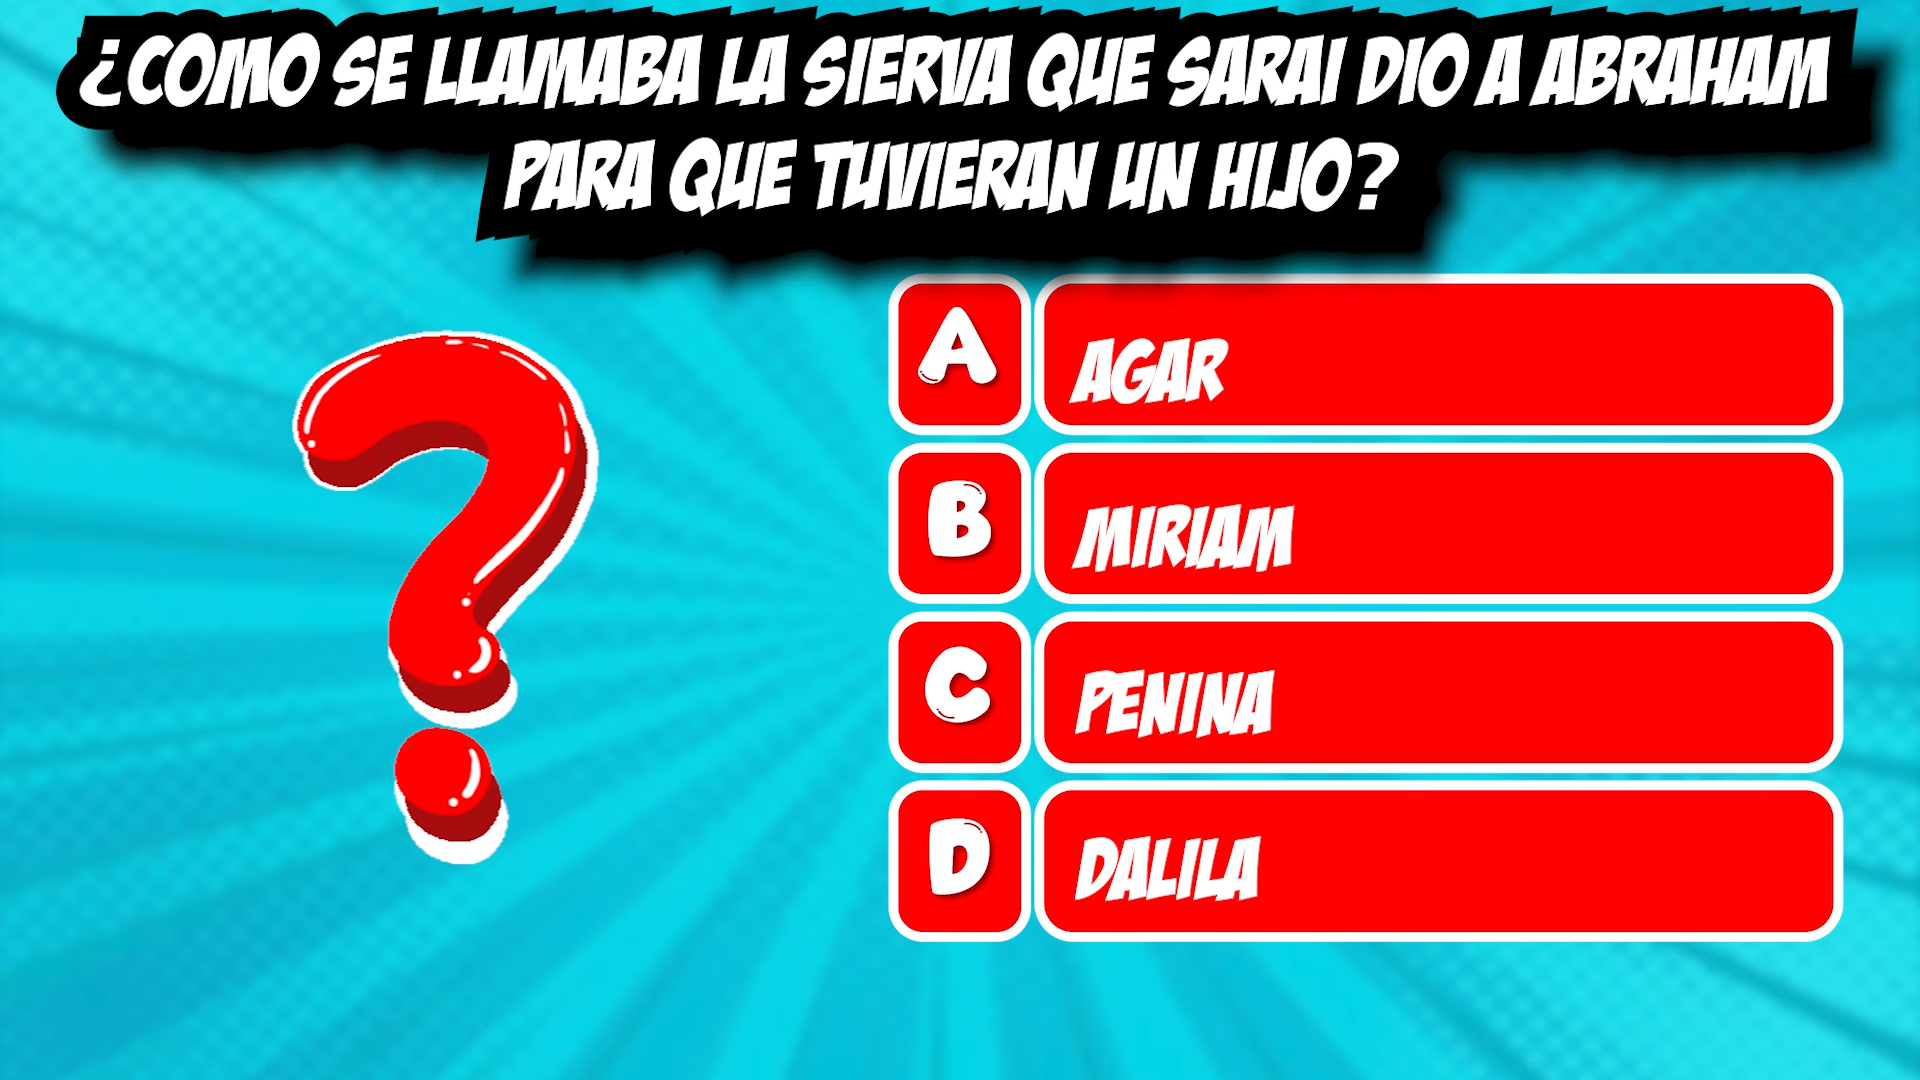 ¿COMO SE LLAMABA LA SIERVA QUE SARAI DIO A ABRAHAM
PARA QUE TUVIERAN UN HIJO?
A AGAR
B MIRIAM
C PENINA
D DALILA